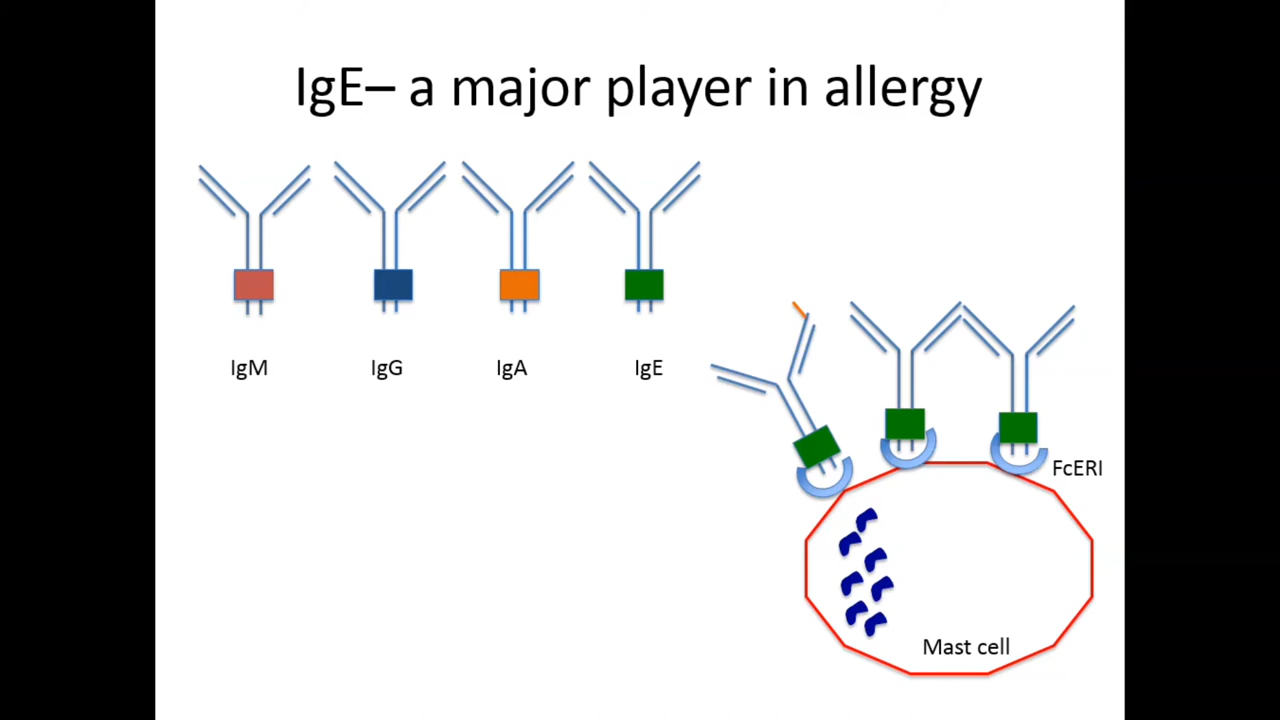 IgE– a major player in allergy
IgM
IgG
IgA
IgE
FcERI
Mast cell